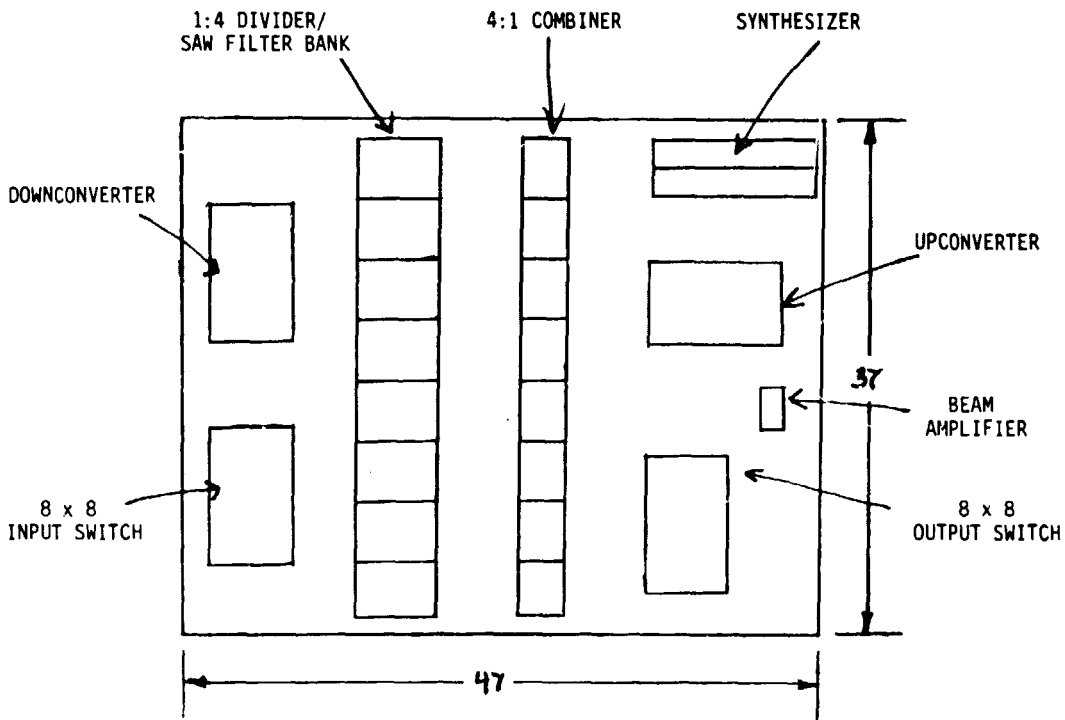 1:4 DIVIDER/
SAW FILTER BANK
4:1 COMBINER
SYNTHESIZER
DOWNCONVERTER
UPCONVERTER
37
BEAM
AMPLIFIER
8 x 8
INPUT SWITCH
8 x 8
OUTPUT SWITCH
47